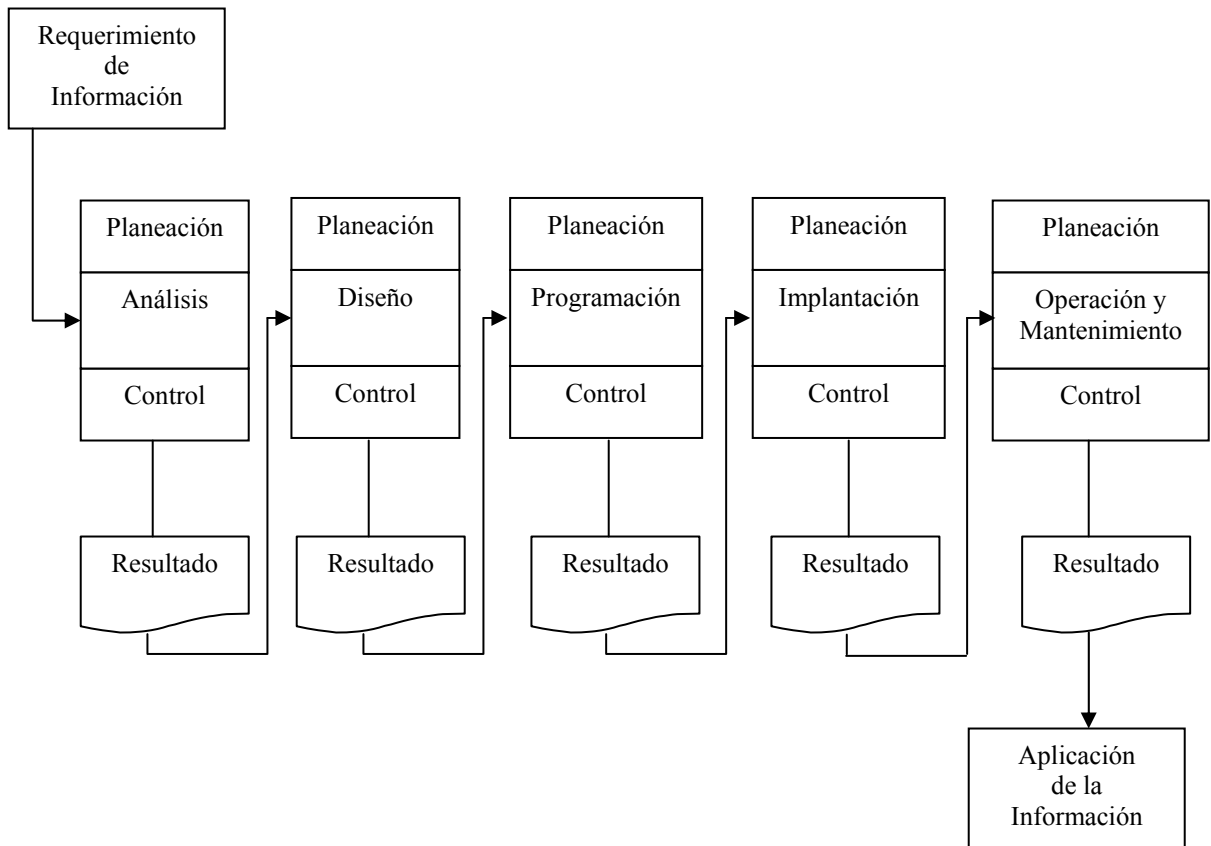 Requerimiento
de
Información
Planeación
Análisis
Control
Resultado
Planeación
Diseño
Control
Resultado
Planeación
Programación
Control
Resultado
Planeación
Implantación
Control
Resultado
Planeación
Operación y
Mantenimiento
Control
Resultado
Aplicación
de la
Información